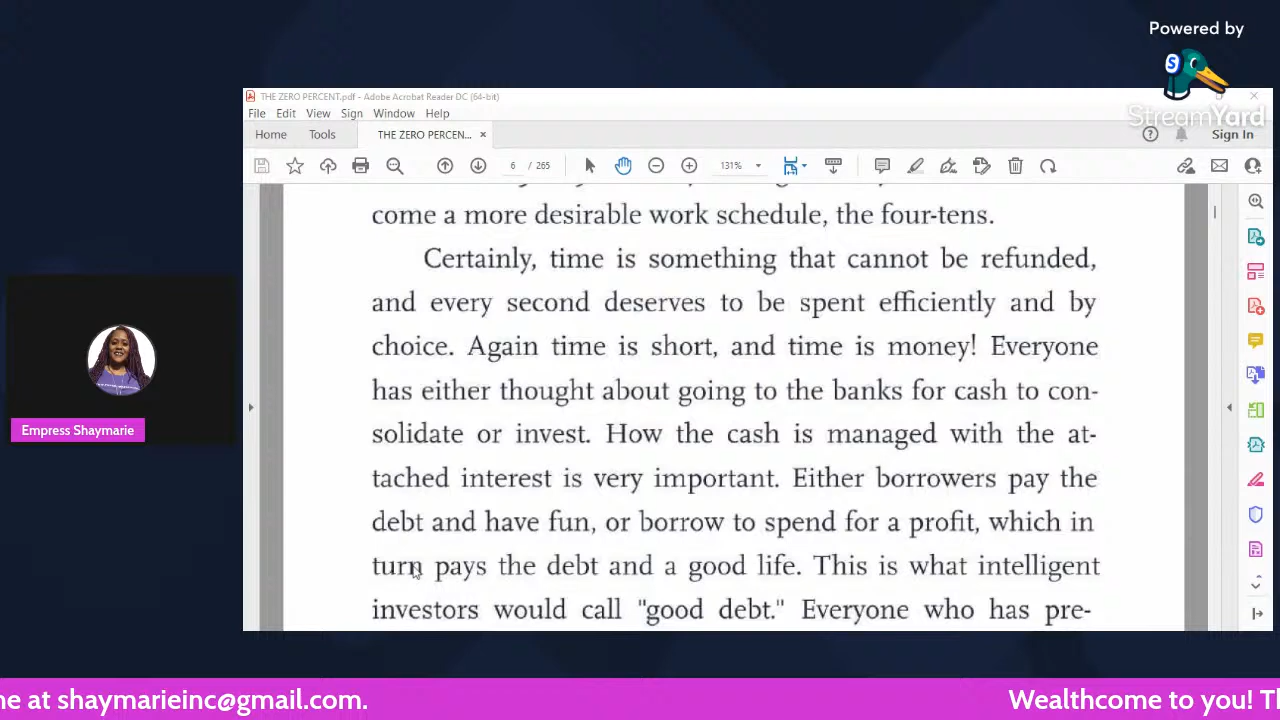 Powered by
S
StreamYard
THE ZERO PERCENT.pdf - Adobe Acrobat Reader DC (64-bit)
File Edit View Sign Window Help
Home Tools THE ZERO PERCEN... ×
Sign In
6 / 265 131%
come a more desirable work schedule, the four-tens.
Certainly, time is something that cannot be refunded,
and every second deserves to be spent efficiently and by
choice. Again time is short, and time is money! Everyone
has either thought about going to the banks for cash to con-
solidate or invest. How the cash is managed with the at-
tached interest is very important. Either borrowers pay the
debt and have fun, or borrow to spend for a profit, which in
turn pays the debt and a good life. This is what intelligent
investors would call "good debt." Everyone who has pre-
Empress Shaymarie
ne at shaymarieinc@gmail.com. Wealthcome to you! Tl